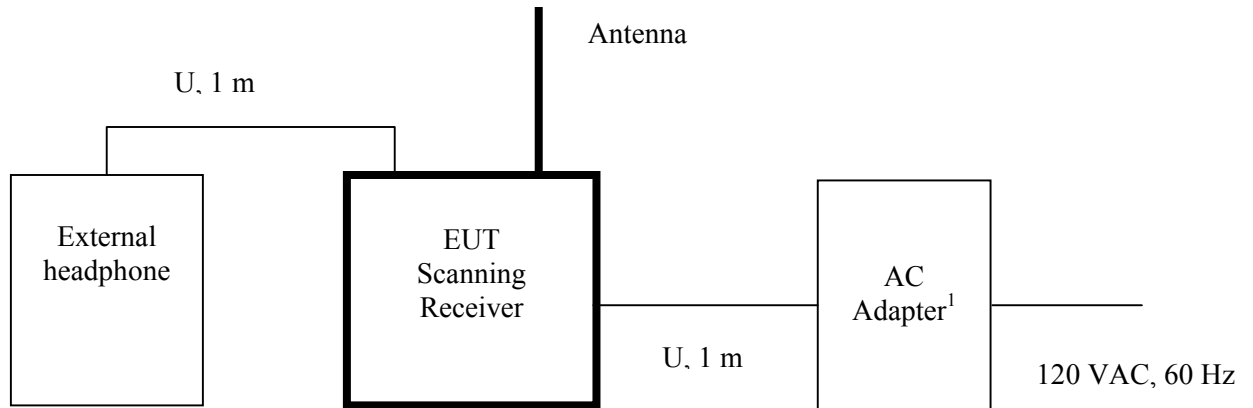 Antenna
U, 1 m
External
headphone
EUT
Scanning
Receiver
AC
Adapter¹
U, 1 m
120 VAC, 60 Hz